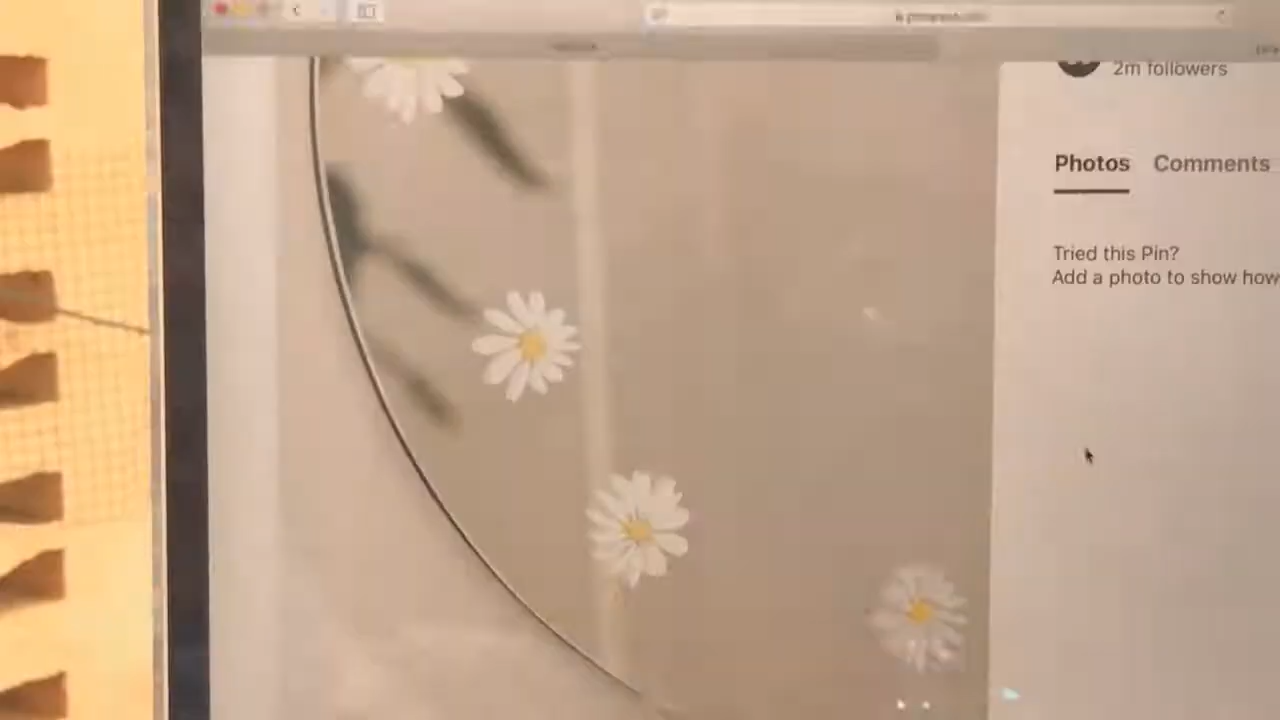 2m followers
Photos Comments
Tried this Pin?
Add a photo to show how